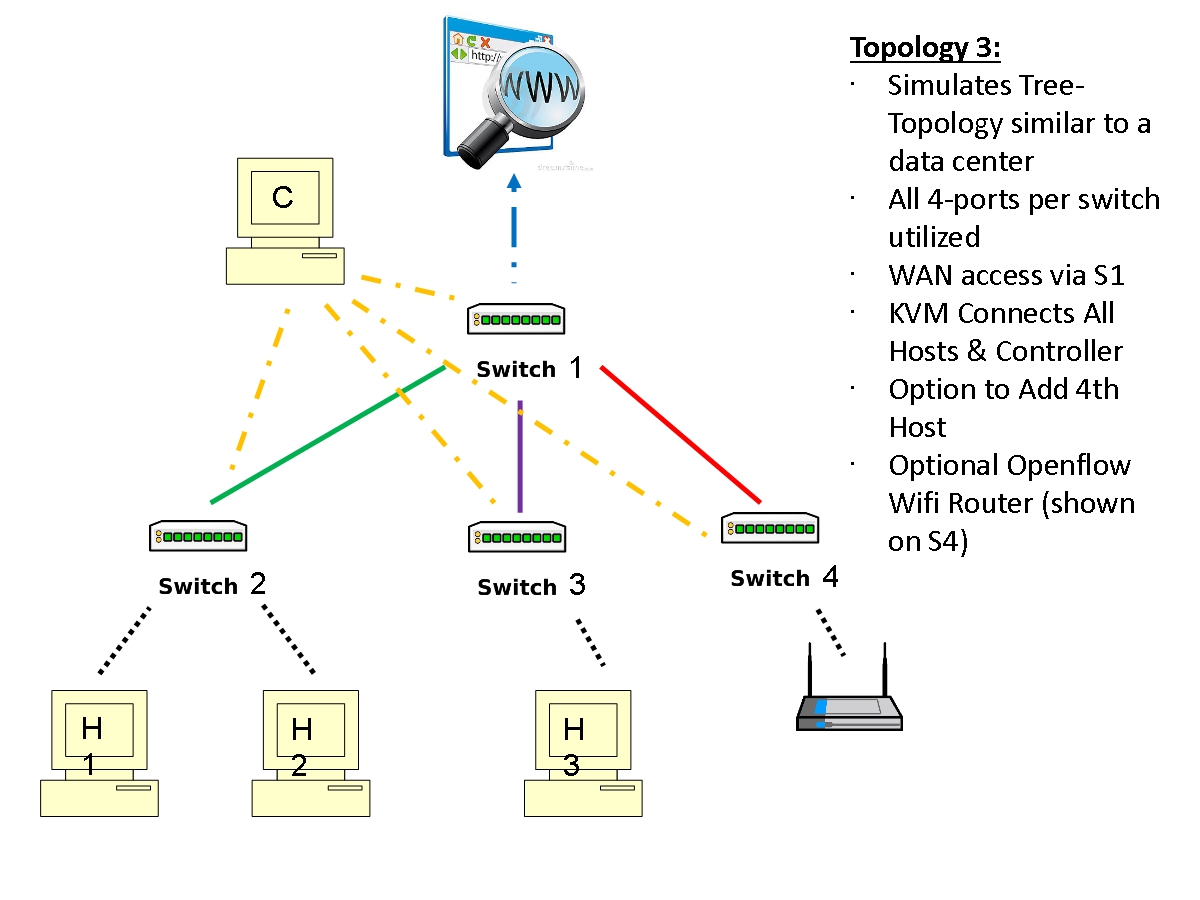 http://
WWW
dreamstime
Topology 3:
· Simulates Tree-
Topology similar to a
data center
· All 4-ports per switch
utilized
· WAN access via S1
· KVM Connects All
Hosts & Controller
· Option to Add 4th
Host
· Optional Openflow
Wifi Router (shown
on S4)
C
Switch 1
Switch 2
Switch 3
Switch 4
H
1
H
2
H
3